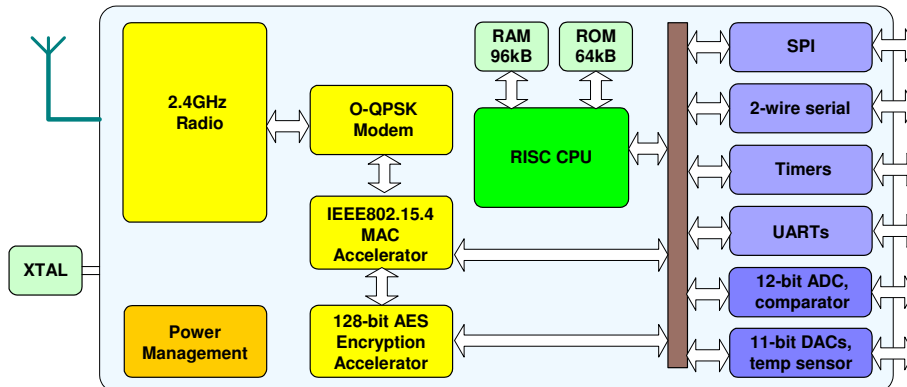 2.4GHz
Radio
O-QPSK
Modem
IEEE802.15.4
MAC
Accelerator
128-bit AES
Encryption
Accelerator
XTAL
Power
Management
RAM
96kB
ROM
64kB
RISC CPU
SPI
2-wire serial
Timers
UARTs
12-bit ADC,
comparator
11-bit DACs,
temp sensor